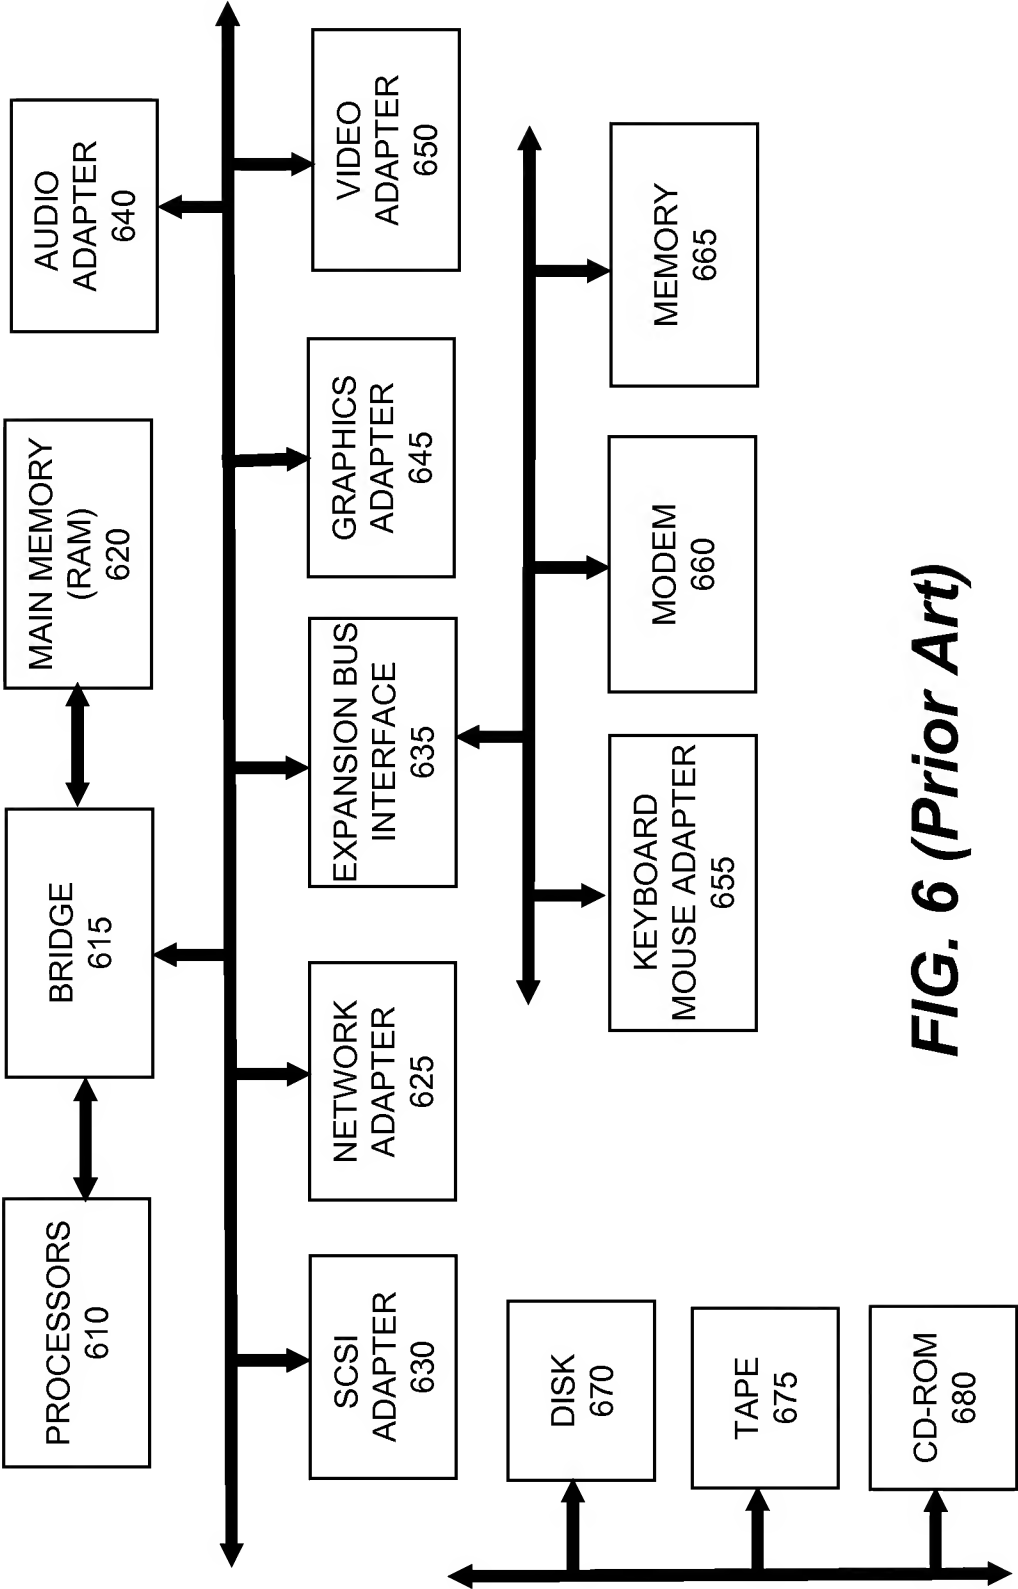 PROCESSORS
610
BRIDGE
615
MAIN MEMORY
(RAM)
620
AUDIO
ADAPTER
640
SCSI
ADAPTER
630
NETWORK
ADAPTER
625
EXPANSION BUS
INTERFACE
635
GRAPHICS
ADAPTER
645
VIDEO
ADAPTER
650
DISK
670
TAPE
675
CD-ROM
680
KEYBOARD
MOUSE ADAPTER
655
MODEM
660
MEMORY
665
FIG. 6 (Prior Art)